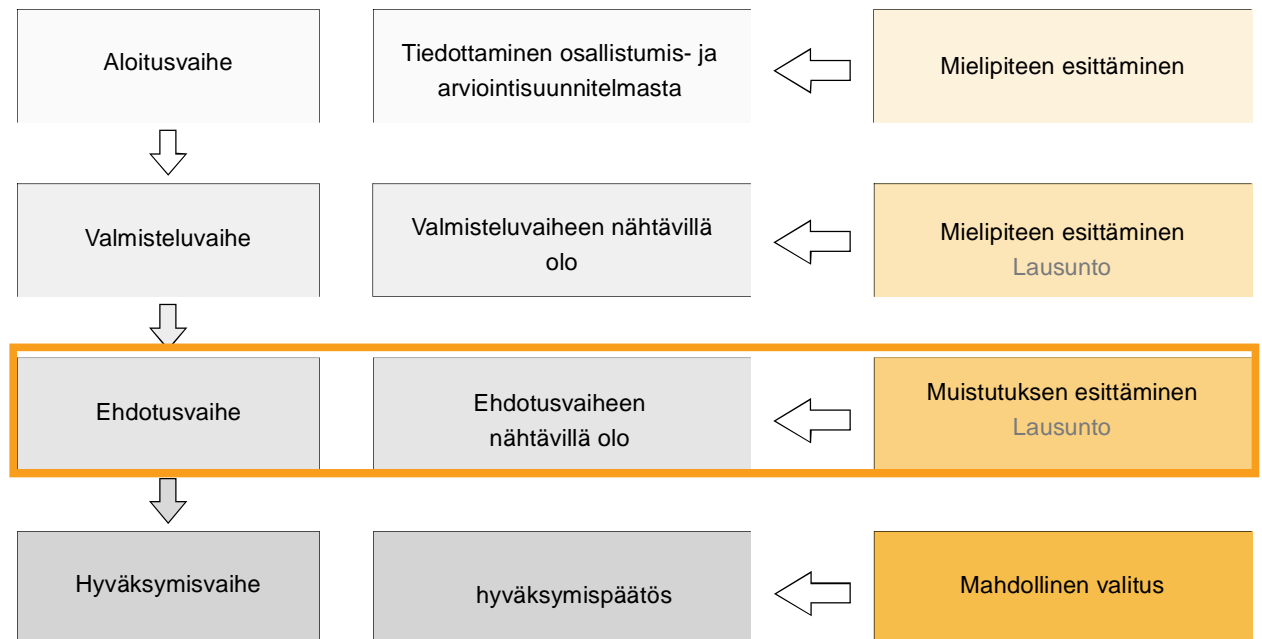 Aloitusvaihe
Tiedottaminen osallistumis- ja
arviointisuunnitelmasta
Mielipiteen esittäminen
Valmisteluvaihe
Valmisteluvaiheen nähtävillä
olo
Mielipiteen esittäminen
Lausunto
Ehdotusvaihe
Ehdotusvaiheen
nähtävillä olo
Muistutuksen esittäminen
Lausunto
Hyväksymisvaihe
hyväksymispäätös
Mahdollinen valitus